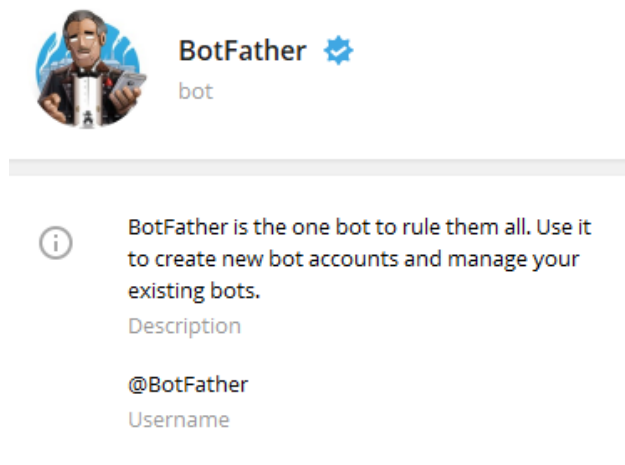 BotFather
bot
BotFather is the one bot to rule them all. Use it
to create new bot accounts and manage your
existing bots.
Description
@BotFather
Username